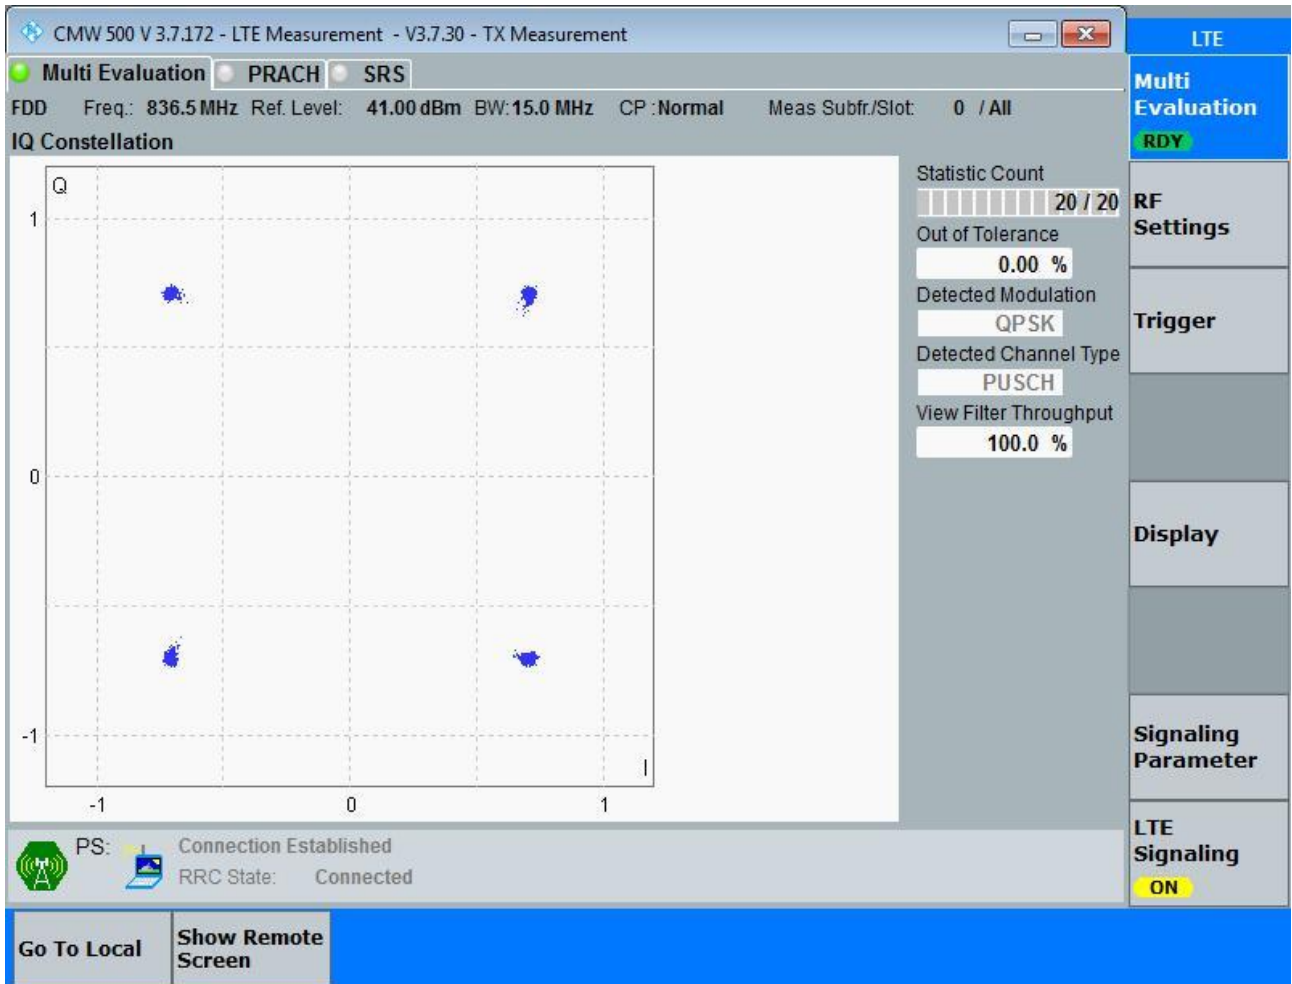 CMW 500 V 3.7.172 - LTE Measurement - V3.7.30 - TX Measurement
LTE
Multi Evaluation PRACH SRS
FDD Freq.: 836.5 MHz Ref. Level: 41.00 dBm BW: 15.0 MHz CP : Normal Meas Subfr./Slot: 0 / All
IQ Constellation
Q
1
0
-1
I
-1 0 1
Statistic Count
20 / 20
Out of Tolerance
0.00 %
Detected Modulation
QPSK
Detected Channel Type
PUSCH
View Filter Throughput
100.0 %
Multi
Evaluation
RDY
RF
Settings
Trigger
Display
Signaling
Parameter
LTE
Signaling
ON
PS: Connection Established
RRC State: Connected
Go To Local
Show Remote
Screen